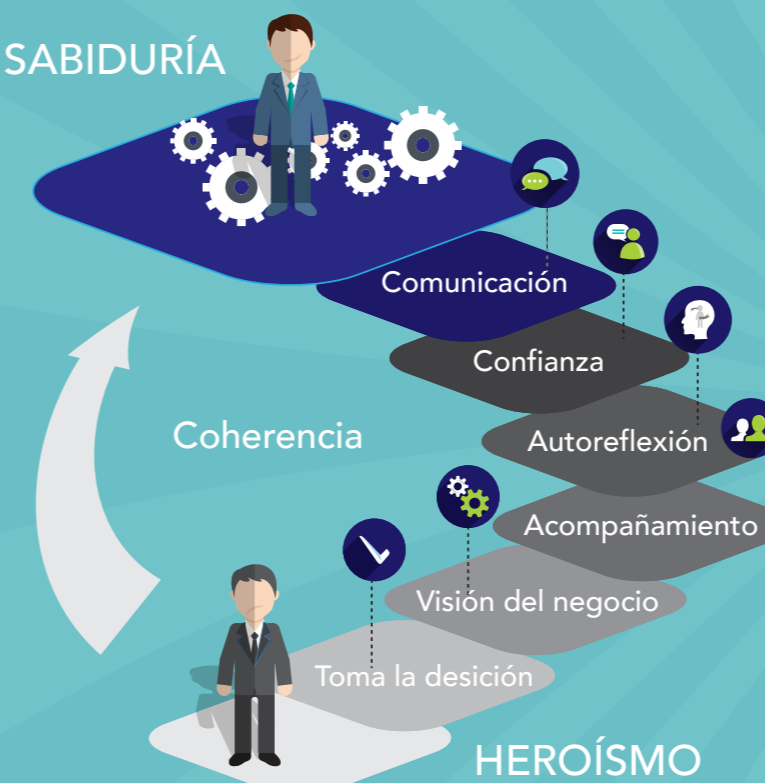 SABIDURÍA
Comunicación
Confianza
Coherencia
Autoreflexión
Acompañamiento
Visión del negocio
Toma la desición
HEROÍSMO